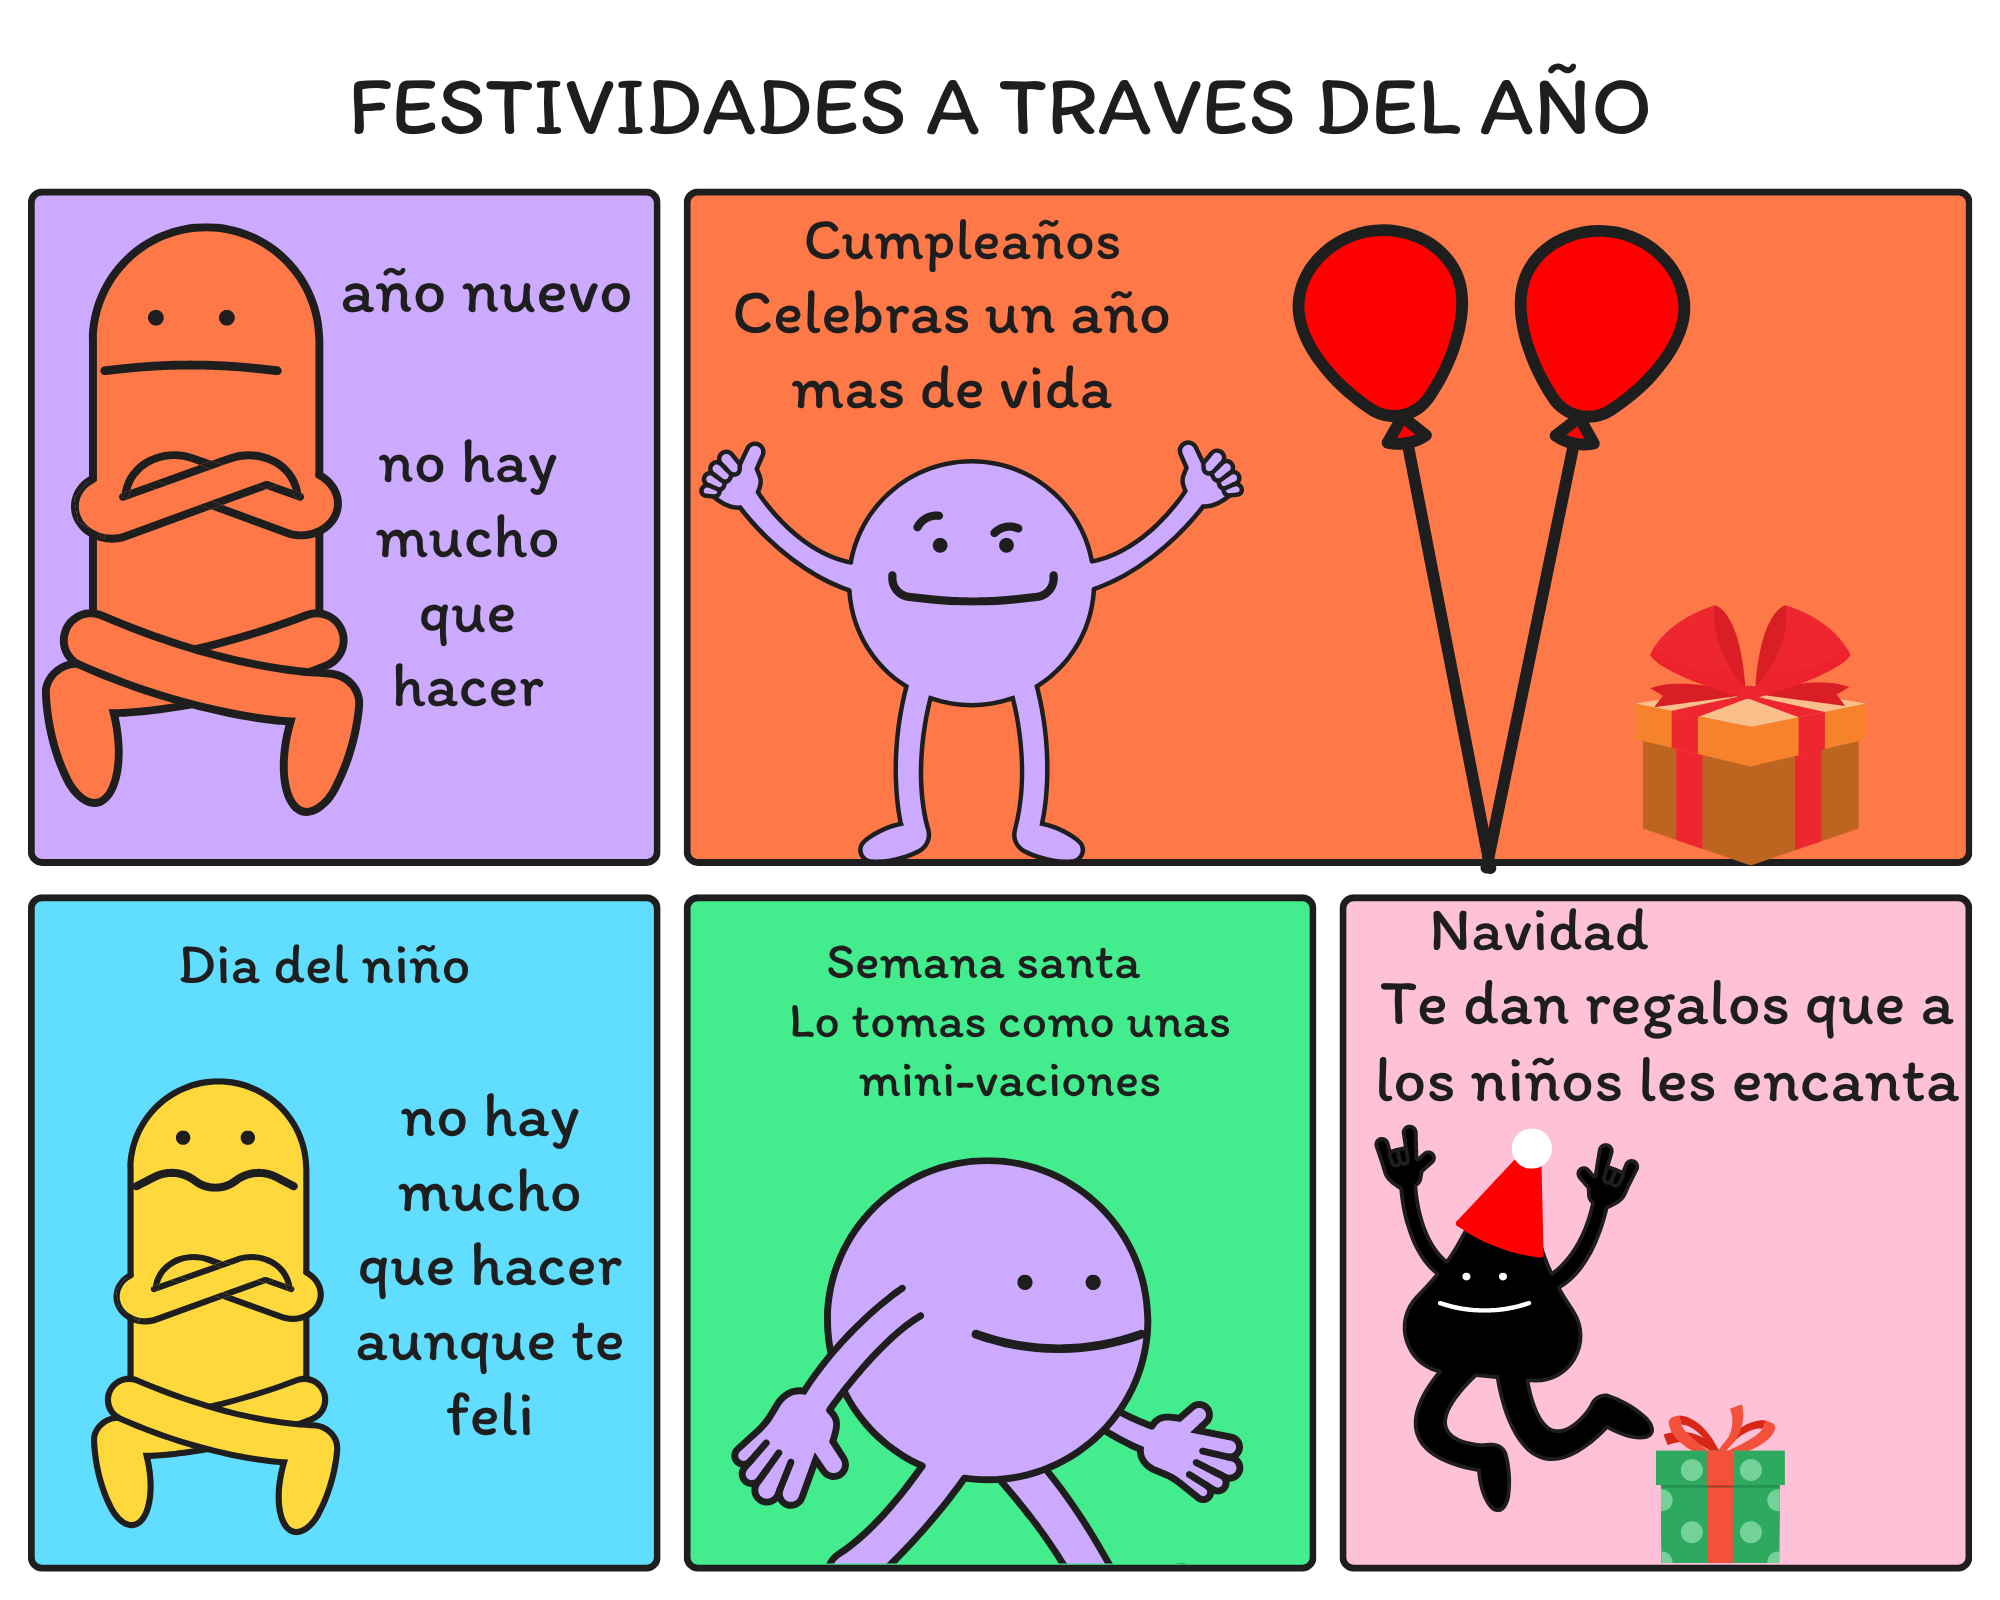 FESTIVIDADES A TRAVES DEL AÑO
año nuevo
no hay
mucho
que
hacer
Cumpleaños
Celebras un año
mas de vida
Dia del niño
no hay
mucho
que hacer
aunque te
feli
Semana santa
Lo tomas como unas
mini-vaciones
Navidad
Te dan regalos que a
los niños les encanta